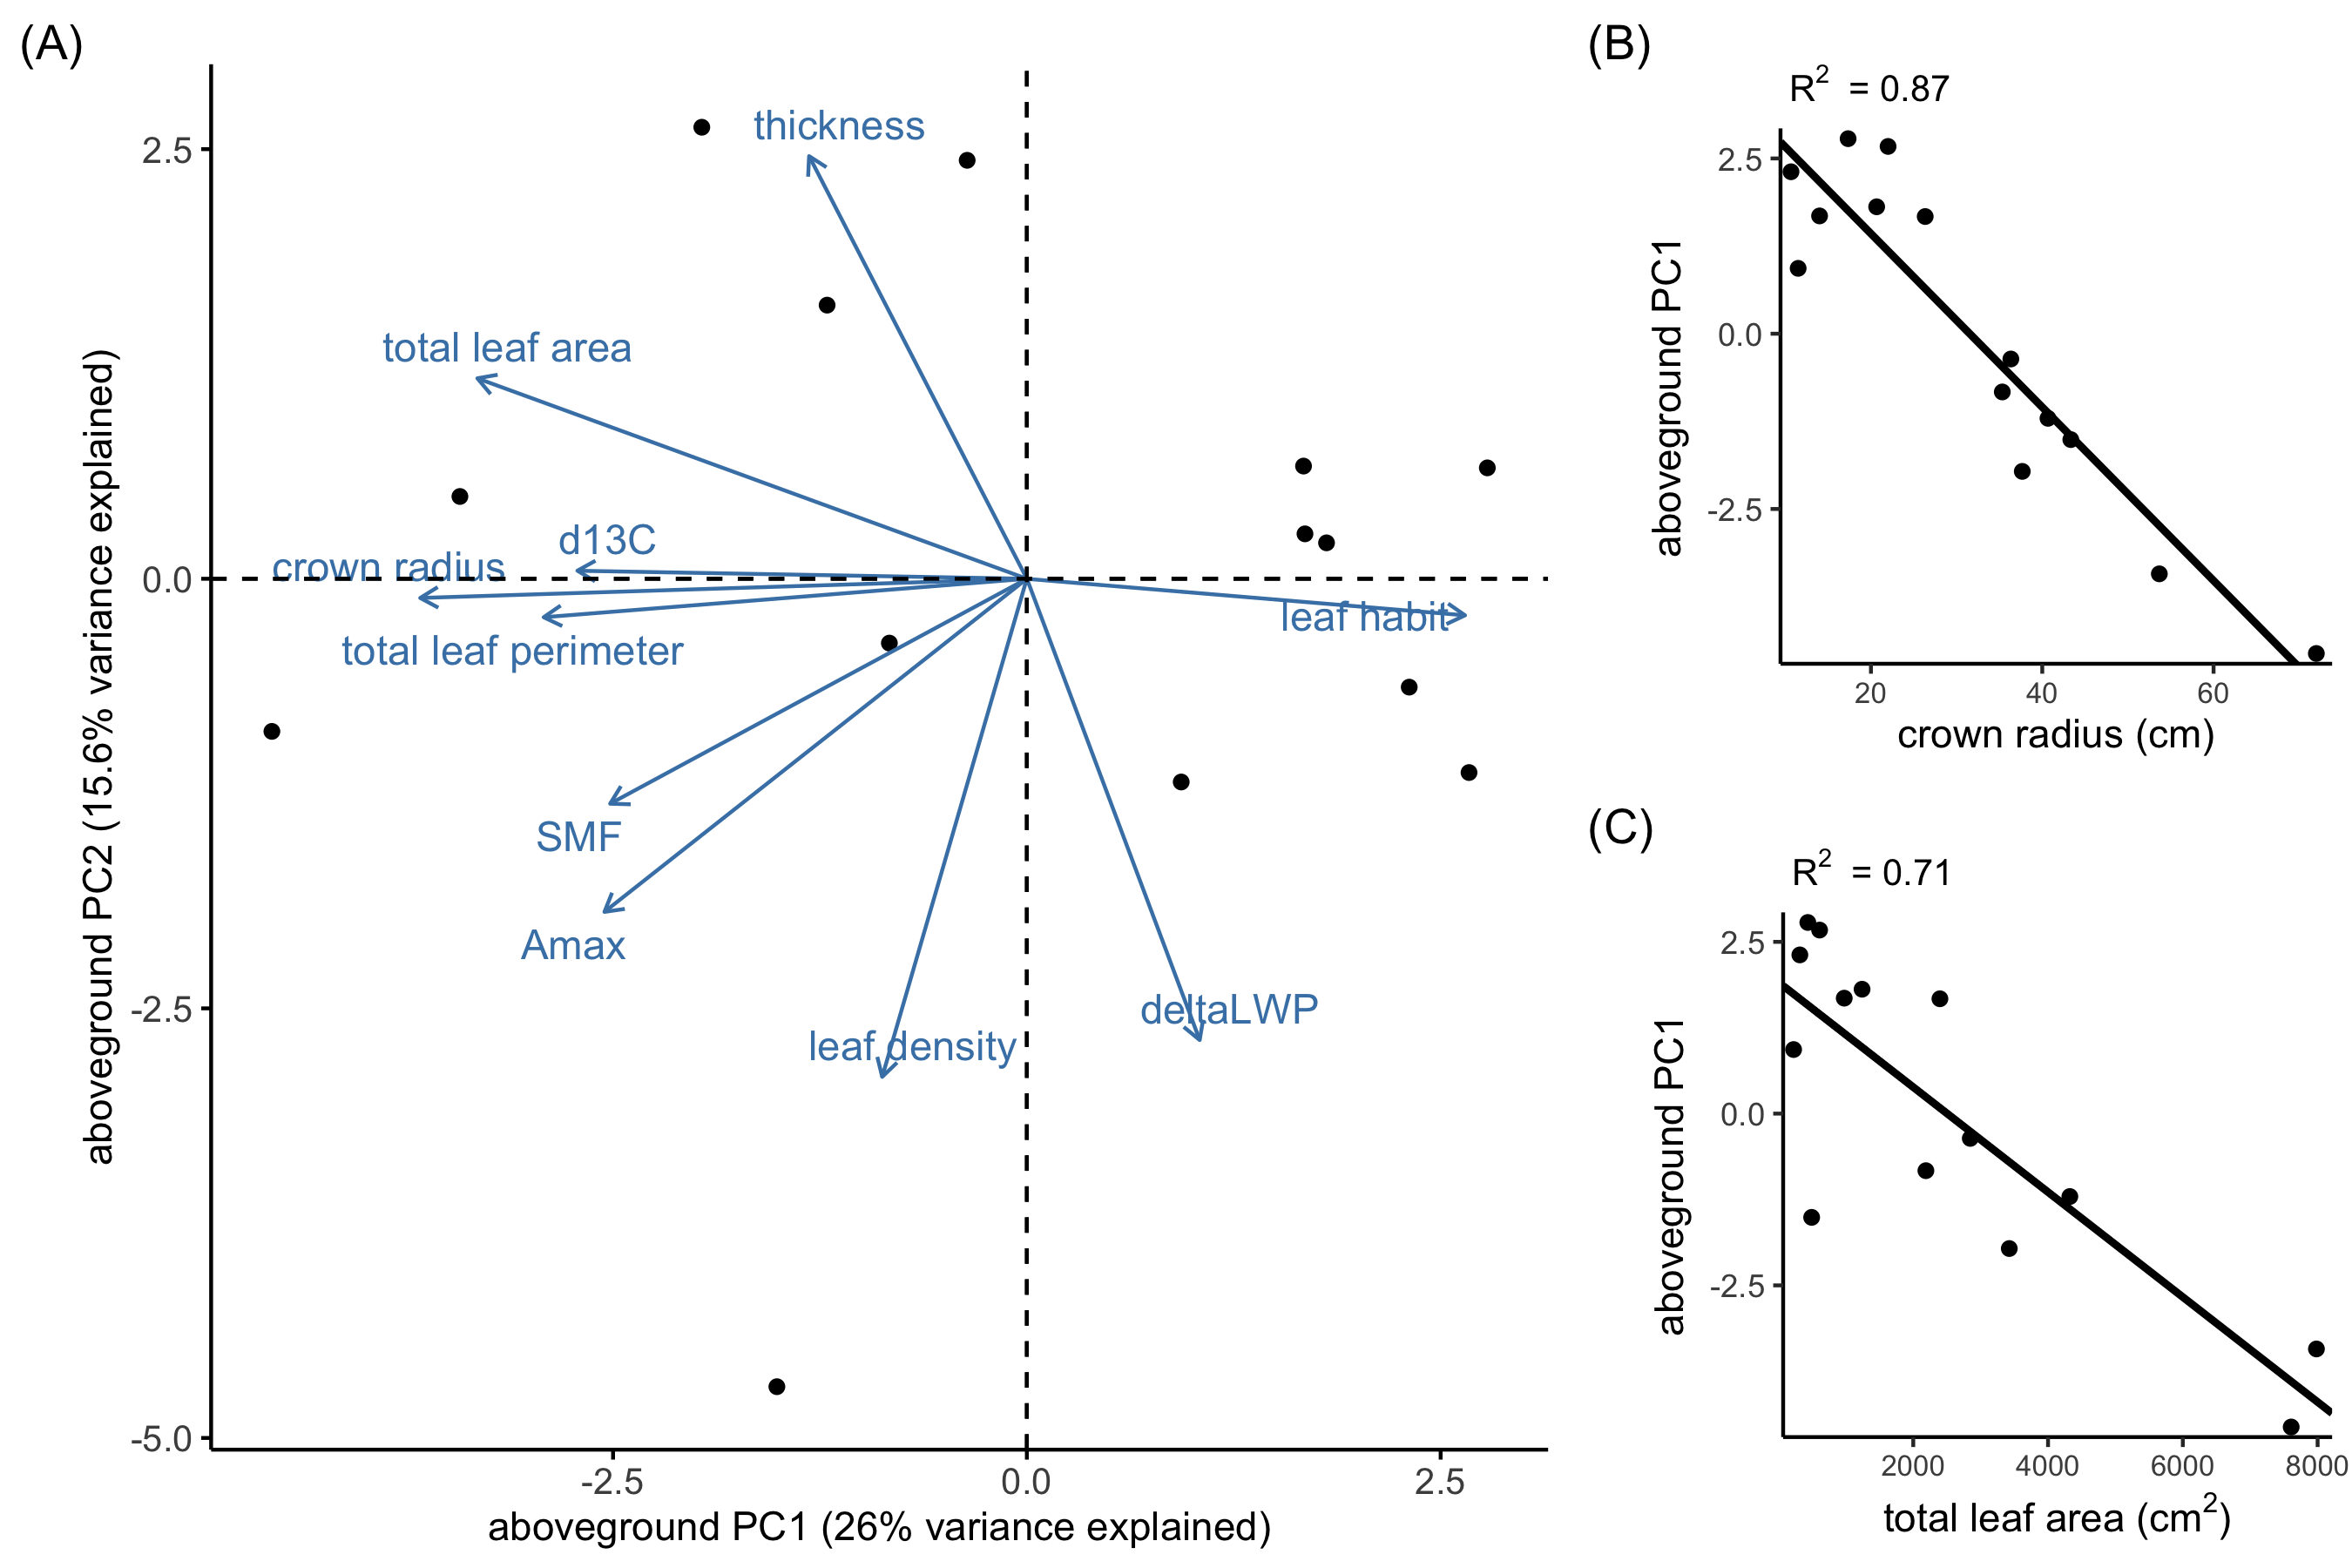 (A)
thickness
total leaf area
d13C
crown radius
total leaf perimeter
leaf habit
SMF
Amax
deltaLWP
leaf density
2.5
0.0
-2.5
-5.0
aboveground PC2 (15.6% variance explained)
-2.5
0.0
2.5
aboveground PC1 (26% variance explained)
(B)
R² = 0.87
2.5
0.0
-2.5
aboveground PC1
20
40
60
crown radius (cm)
(C)
R² = 0.71
2.5
0.0
-2.5
aboveground PC1
2000
4000
6000
8000
total leaf area (cm²)